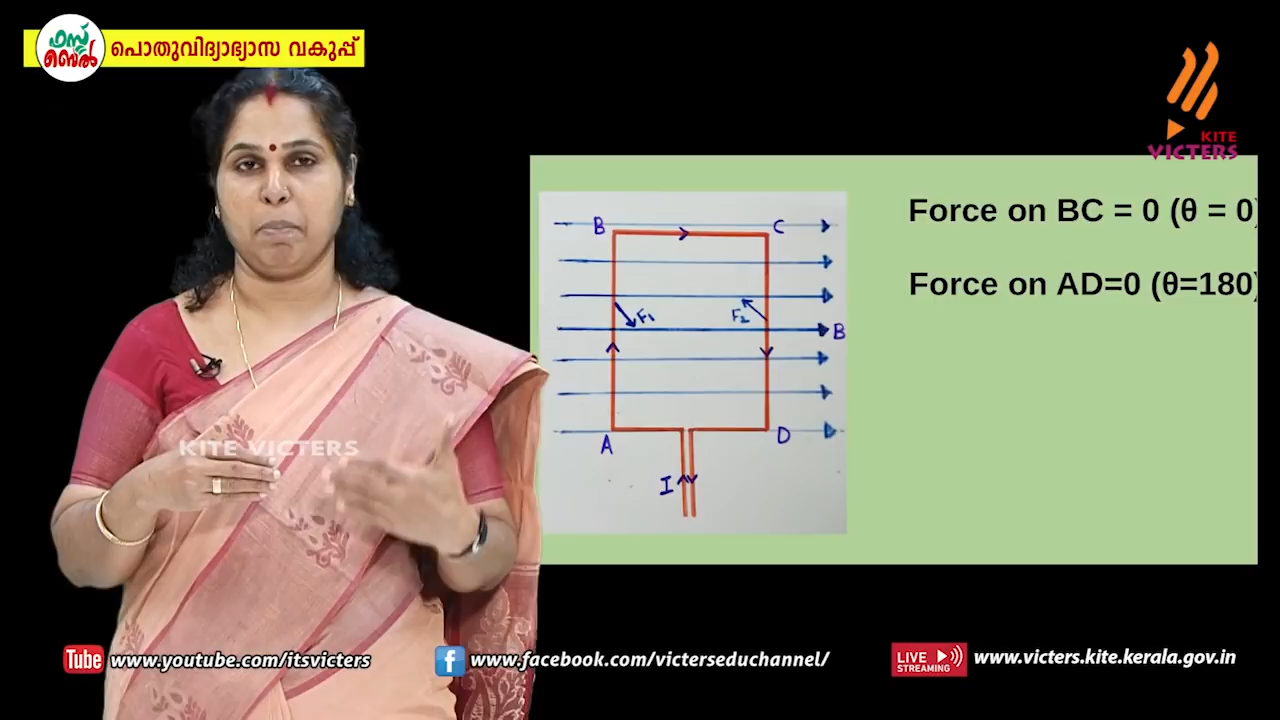 ഫസ്റ്റ്
ബെൽ
പൊതുവിദ്യാഭ്യാസ വകുപ്പ്
KITE
VICTERS
Force on BC = 0 (θ = 0)
Force on AD=0 (θ=180)
B
C
F₁
F₂
B
A
D
I
KITE VICTERS
Tube www.youtube.com/itsvicters
f www.facebook.com/victerseduchannel/
LIVE
STREAMING
www.victers.kite.kerala.gov.in